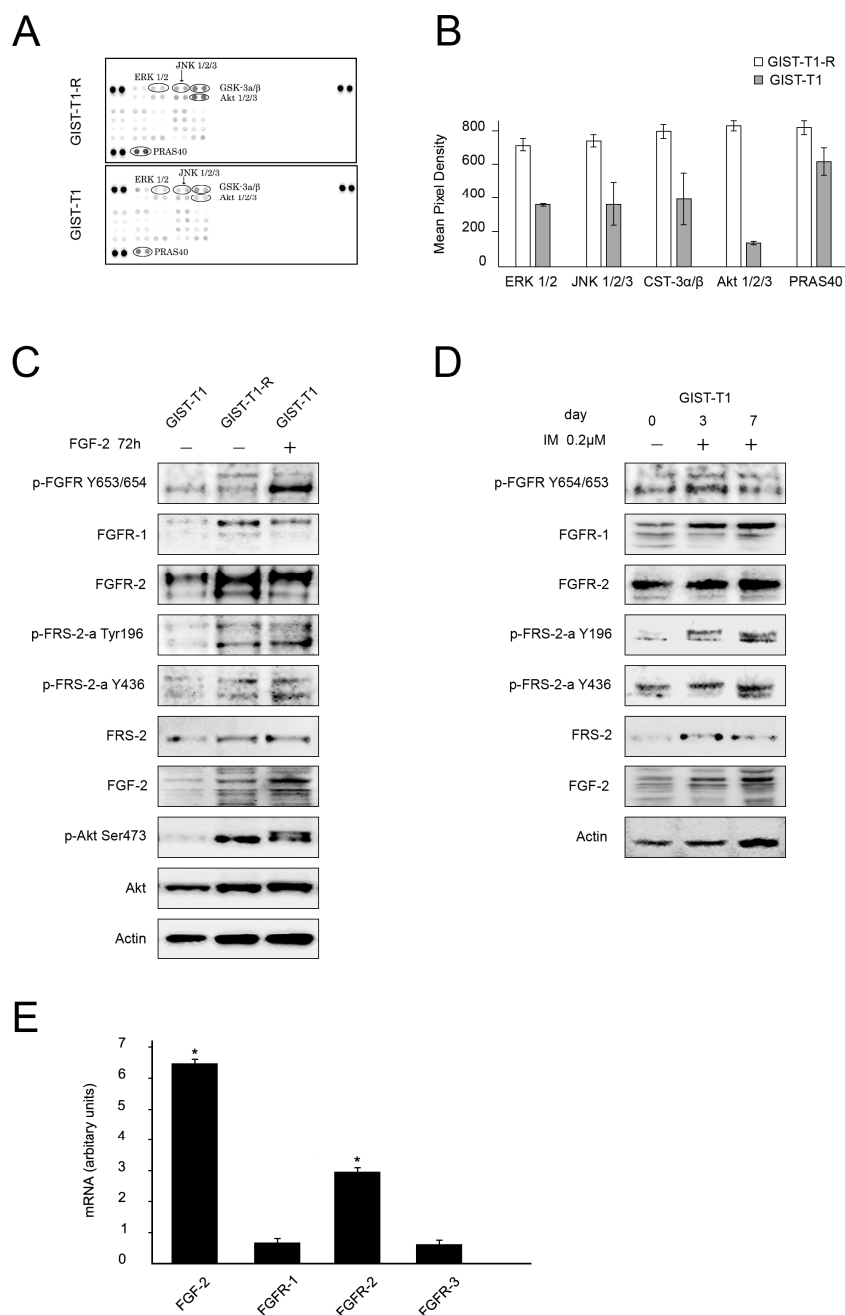 A
GIST-T1-R
JNK 1/2/3
ERK 1/2
GSK-3a/β
Akt 1/2/3
PRAS40
GIST-T1
JNK 1/2/3
ERK 1/2
GSK-3a/β
Akt 1/2/3
PRAS40
B
GIST-T1-R
GIST-T1
Mean Pixel Density
800
600
400
200
0
ERK 1/2 JNK 1/2/3 CST-3α/β Akt 1/2/3 PRAS40
C
GIST-T1 GIST-T1-R GIST-T1
FGF-2 72h — — +
p-FGFR Y653/654
FGFR-1
FGFR-2
p-FRS-2-a Tyr196
p-FRS-2-a Y436
FRS-2
FGF-2
p-Akt Ser473
Akt
Actin
D
GIST-T1
day 0 3 7
IM 0.2µM — + +
p-FGFR Y654/653
FGFR-1
FGFR-2
p-FRS-2-a Y196
p-FRS-2-a Y436
FRS-2
FGF-2
Actin
E
mRNA (arbitary units)
7
6
5
4
3
2
1
0
*
*
FGF-2 FGFR-1 FGFR-2 FGFR-3